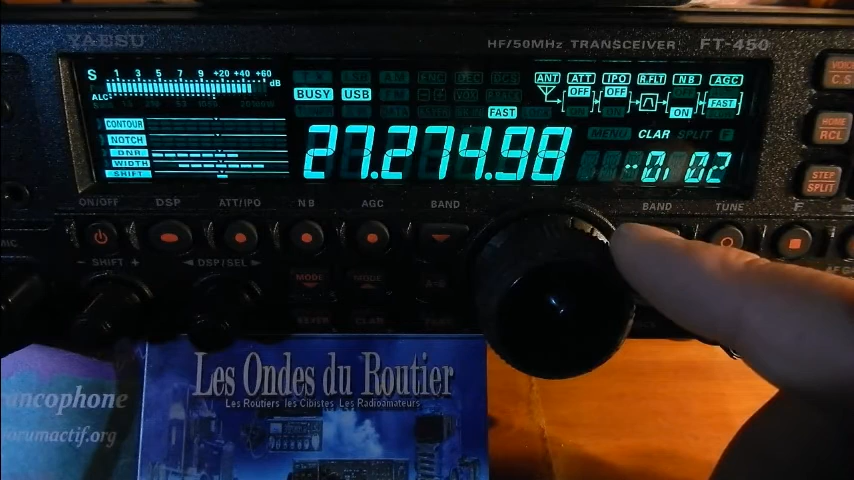 YAESU
HF/50MHz TRANSCEIVER FT-450
S 1 3 5 7 9 +20 +40 +60 dB
ALC
BUSY USB
FAST
ANT ATT IPO R.FLT NB AGC
OFF OFF
ON FAST
MENU CLAR SPLIT F
CONTOUR
NOTCH
DNR
WIDTH
SHIFT
27.274.98
-0.02
VOICE
C.S
HOME
RCL
STEP
SPLIT
ON/OFF DSP ATT/IPO NB AGC BAND BAND TUNE F
MIC
- SHIFT + ◄ DSP/SEL ►
MODE MODE A=B
CLAR
Les Ondes du Routier
Les Routiers les Cibistes Les Radioamateurs
ancophone
orumactif.org